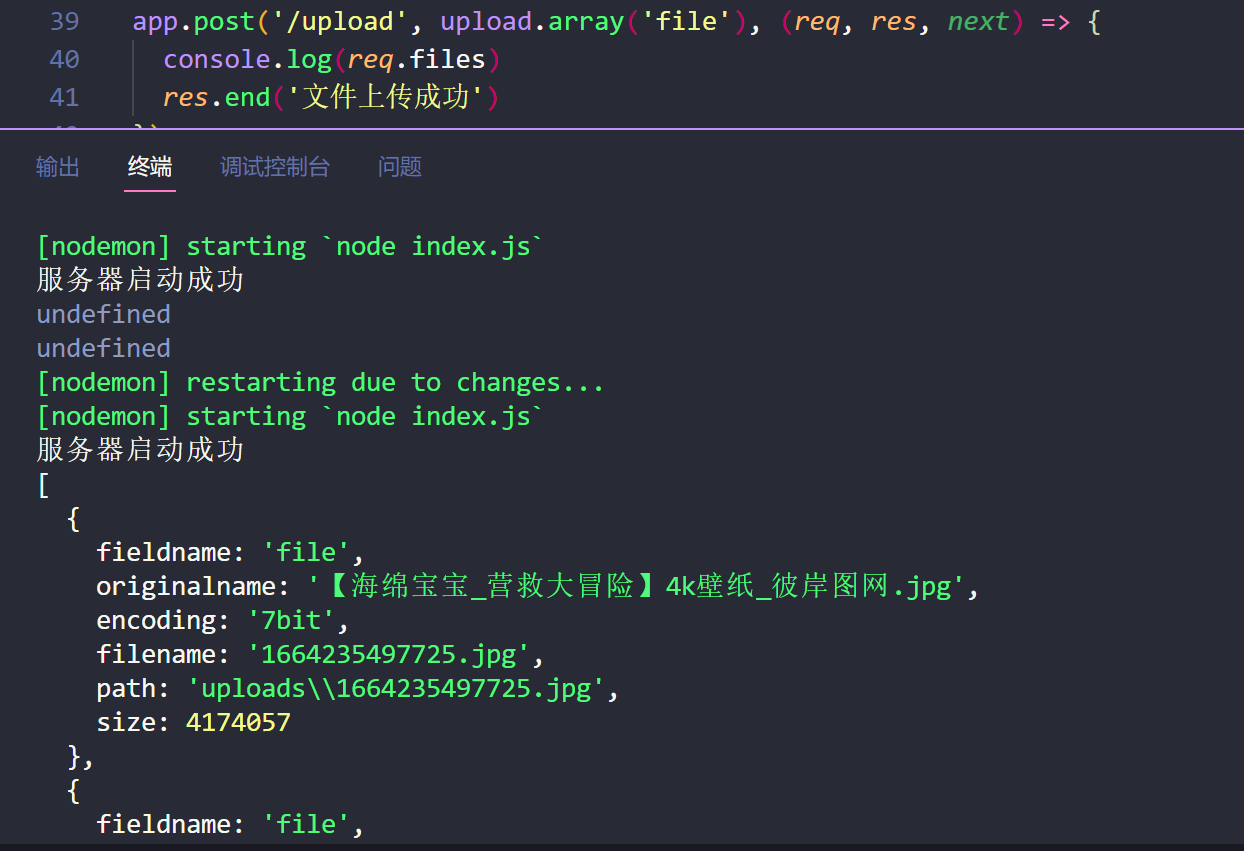 39 app.post('/upload', upload.array('file'), (req, res, next) => {
40 console.log(req.files)
41 res.end('文件上传成功')
输出 终端 调试控制台 问题
[nodemon] starting `node index.js`
服务器启动成功
undefined
undefined
[nodemon] restarting due to changes...
[nodemon] starting `node index.js`
服务器启动成功
[
{
fieldname: 'file',
originalname: '【海绵宝宝_营救大冒险】4k壁纸_彼岸图网.jpg',
encoding: '7bit',
filename: '1664235497725.jpg',
path: 'uploads\\1664235497725.jpg',
size: 4174057
},
{
fieldname: 'file',